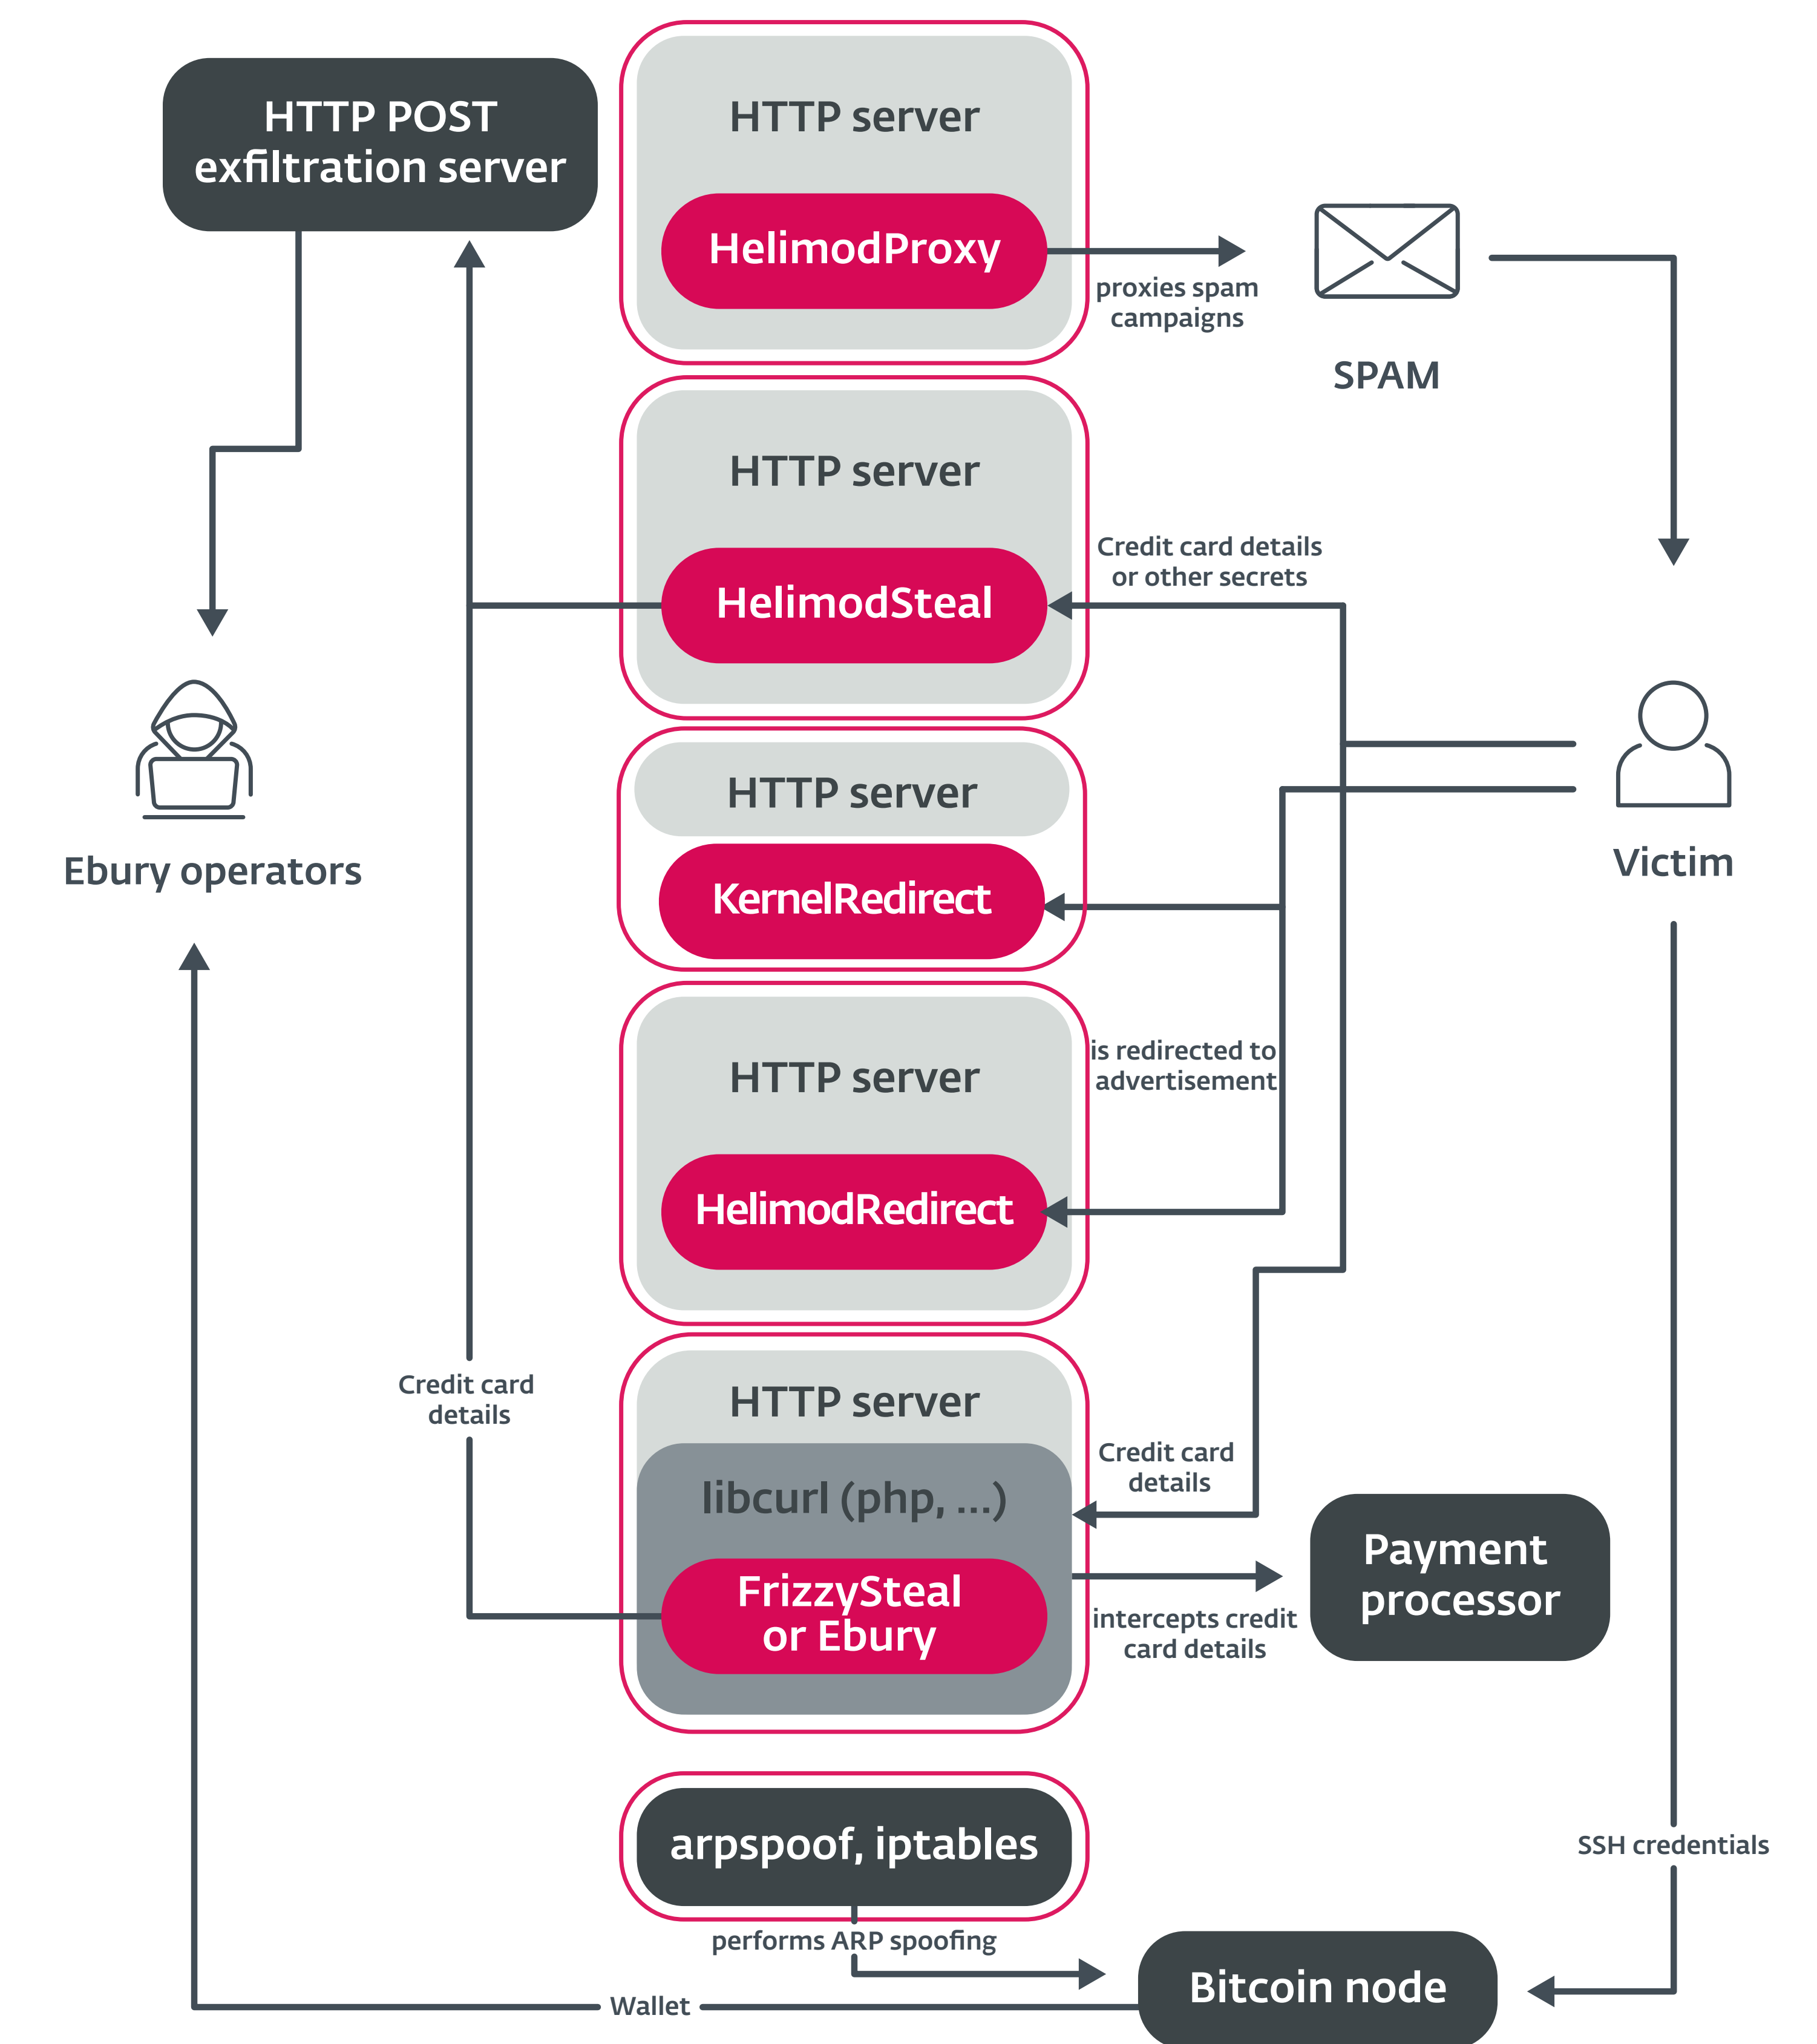 HTTP POST
exfiltration server
HTTP server
HelimodProxy
proxies spam
campaigns
SPAM
HTTP server
HelimodSteal
Credit card details
or other secrets
HTTP server
KernelRedirect
Ebury operators
Victim
HTTP server
HelimodRedirect
is redirected to
advertisement
Credit card
details
HTTP server
libcurl (php, ...)
FrizzySteal
or Ebury
Credit card
details
intercepts credit
card details
Payment
processor
arpspoof, iptables
performs ARP spoofing
SSH credentials
Bitcoin node
Wallet